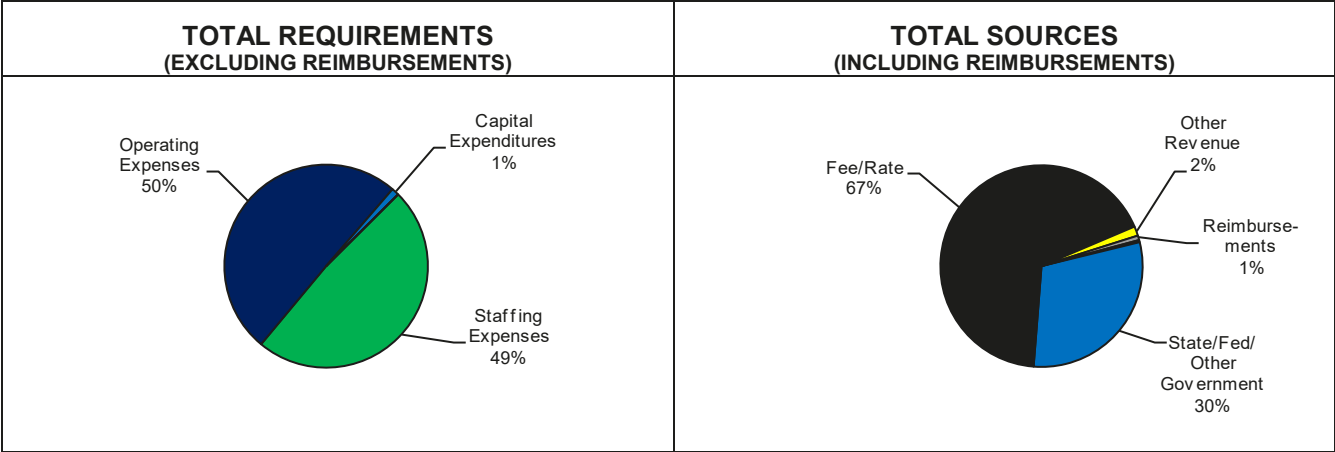 TOTAL REQUIREMENTS
(EXCLUDING REIMBURSEMENTS)
Operating
Expenses
50%
Capital
Expenditures
1%
Staffing
Expenses
49%
TOTAL SOURCES
(INCLUDING REIMBURSEMENTS)
Fee/Rate
67%
Other
Revenue
2%
Reimburse-
ments
1%
State/Fed/
Other
Government
30%